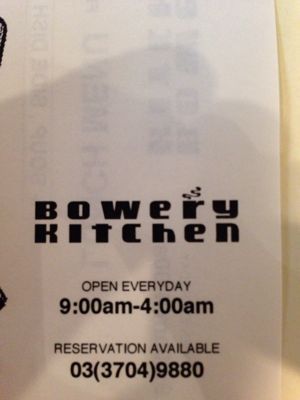 Bowery
Kitchen
OPEN EVERYDAY
9:00am-4:00am
RESERVATION AVAILABLE
03(3704)9880